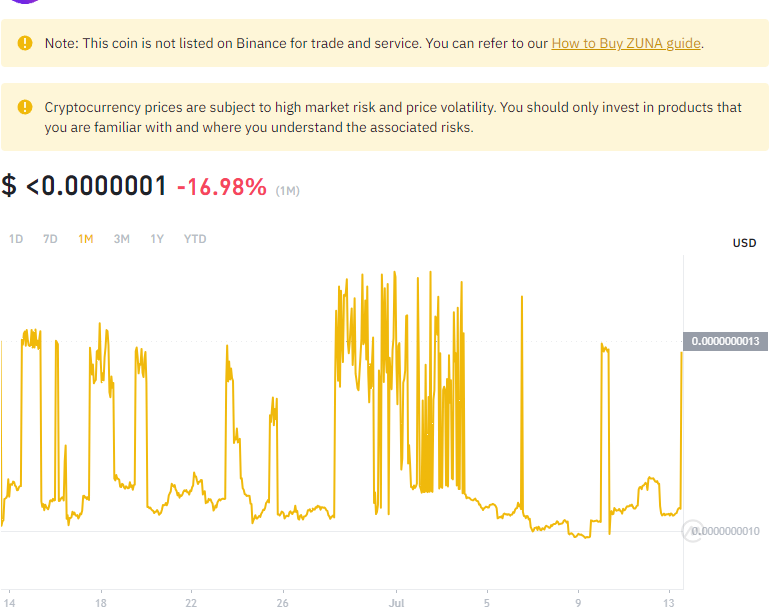 Note: This coin is not listed on Binance for trade and service. You can refer to our How to Buy ZUNA guide.
Cryptocurrency prices are subject to high market risk and price volatility. You should only invest in products that
you are familiar with and where you understand the associated risks.
$ <0.0000001 -16.98% (1M)
1D 7D 1M 3M 1Y YTD
USD
0.0000000013
0.0000000010
14 18 22 26 Jul 5 9 13